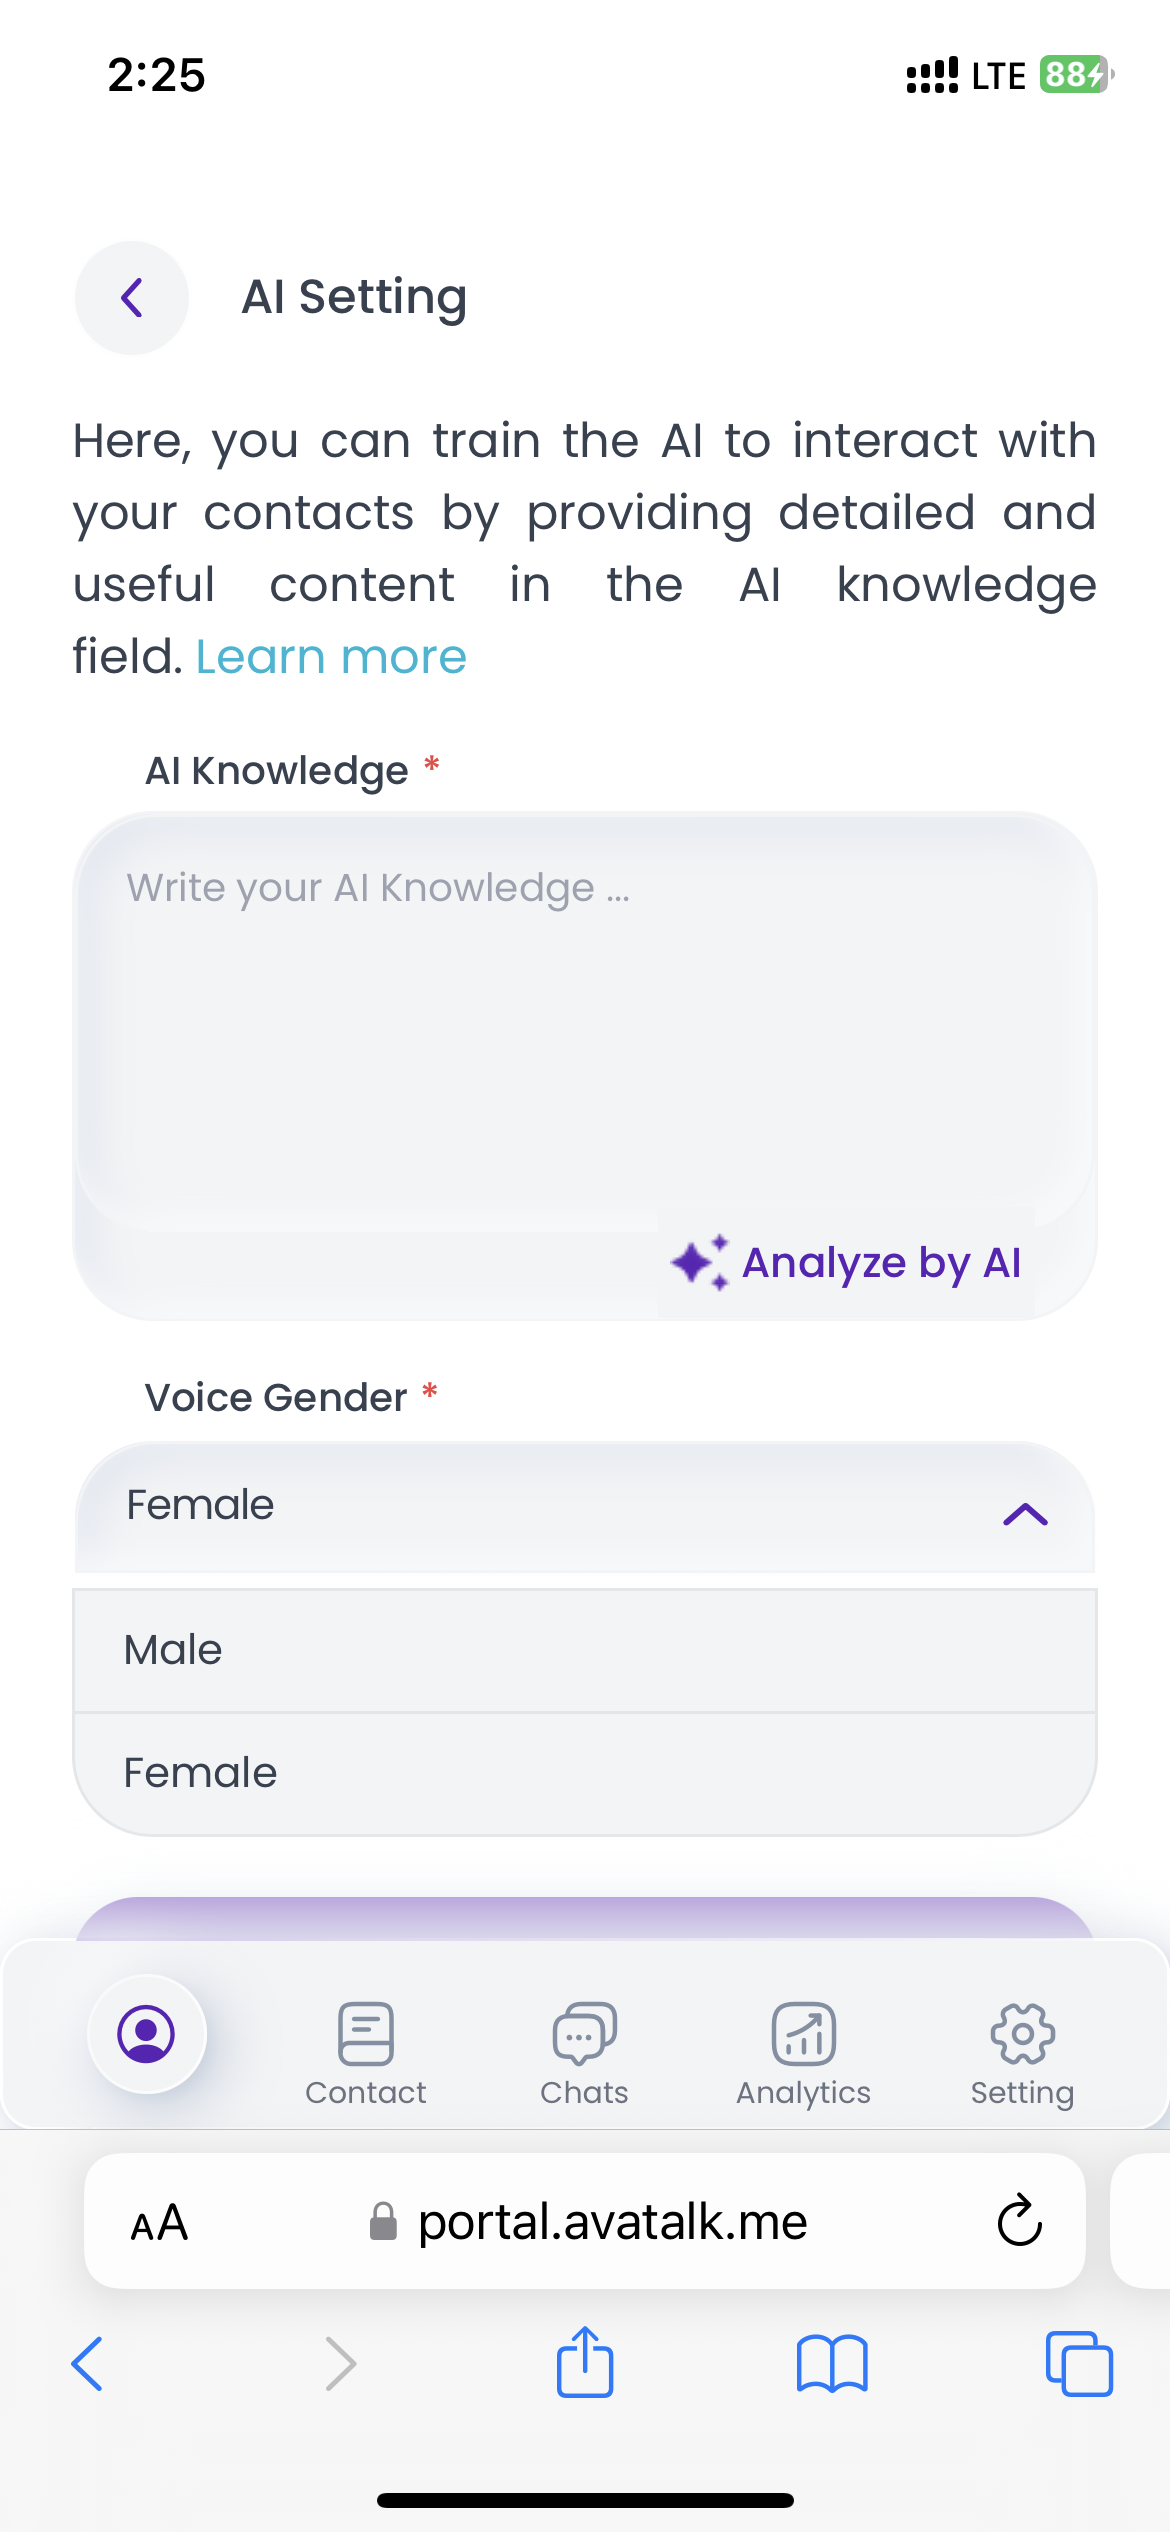 2:25
LTE 88
AI Setting
Here, you can train the AI to interact with
your contacts by providing detailed and
useful content in the AI knowledge
field. Learn more
AI Knowledge *
Write your AI Knowledge ...
Analyze by AI
Voice Gender *
Female
Male
Female
Contact
Chats
Analytics
Setting
AA
portal.avatalk.me